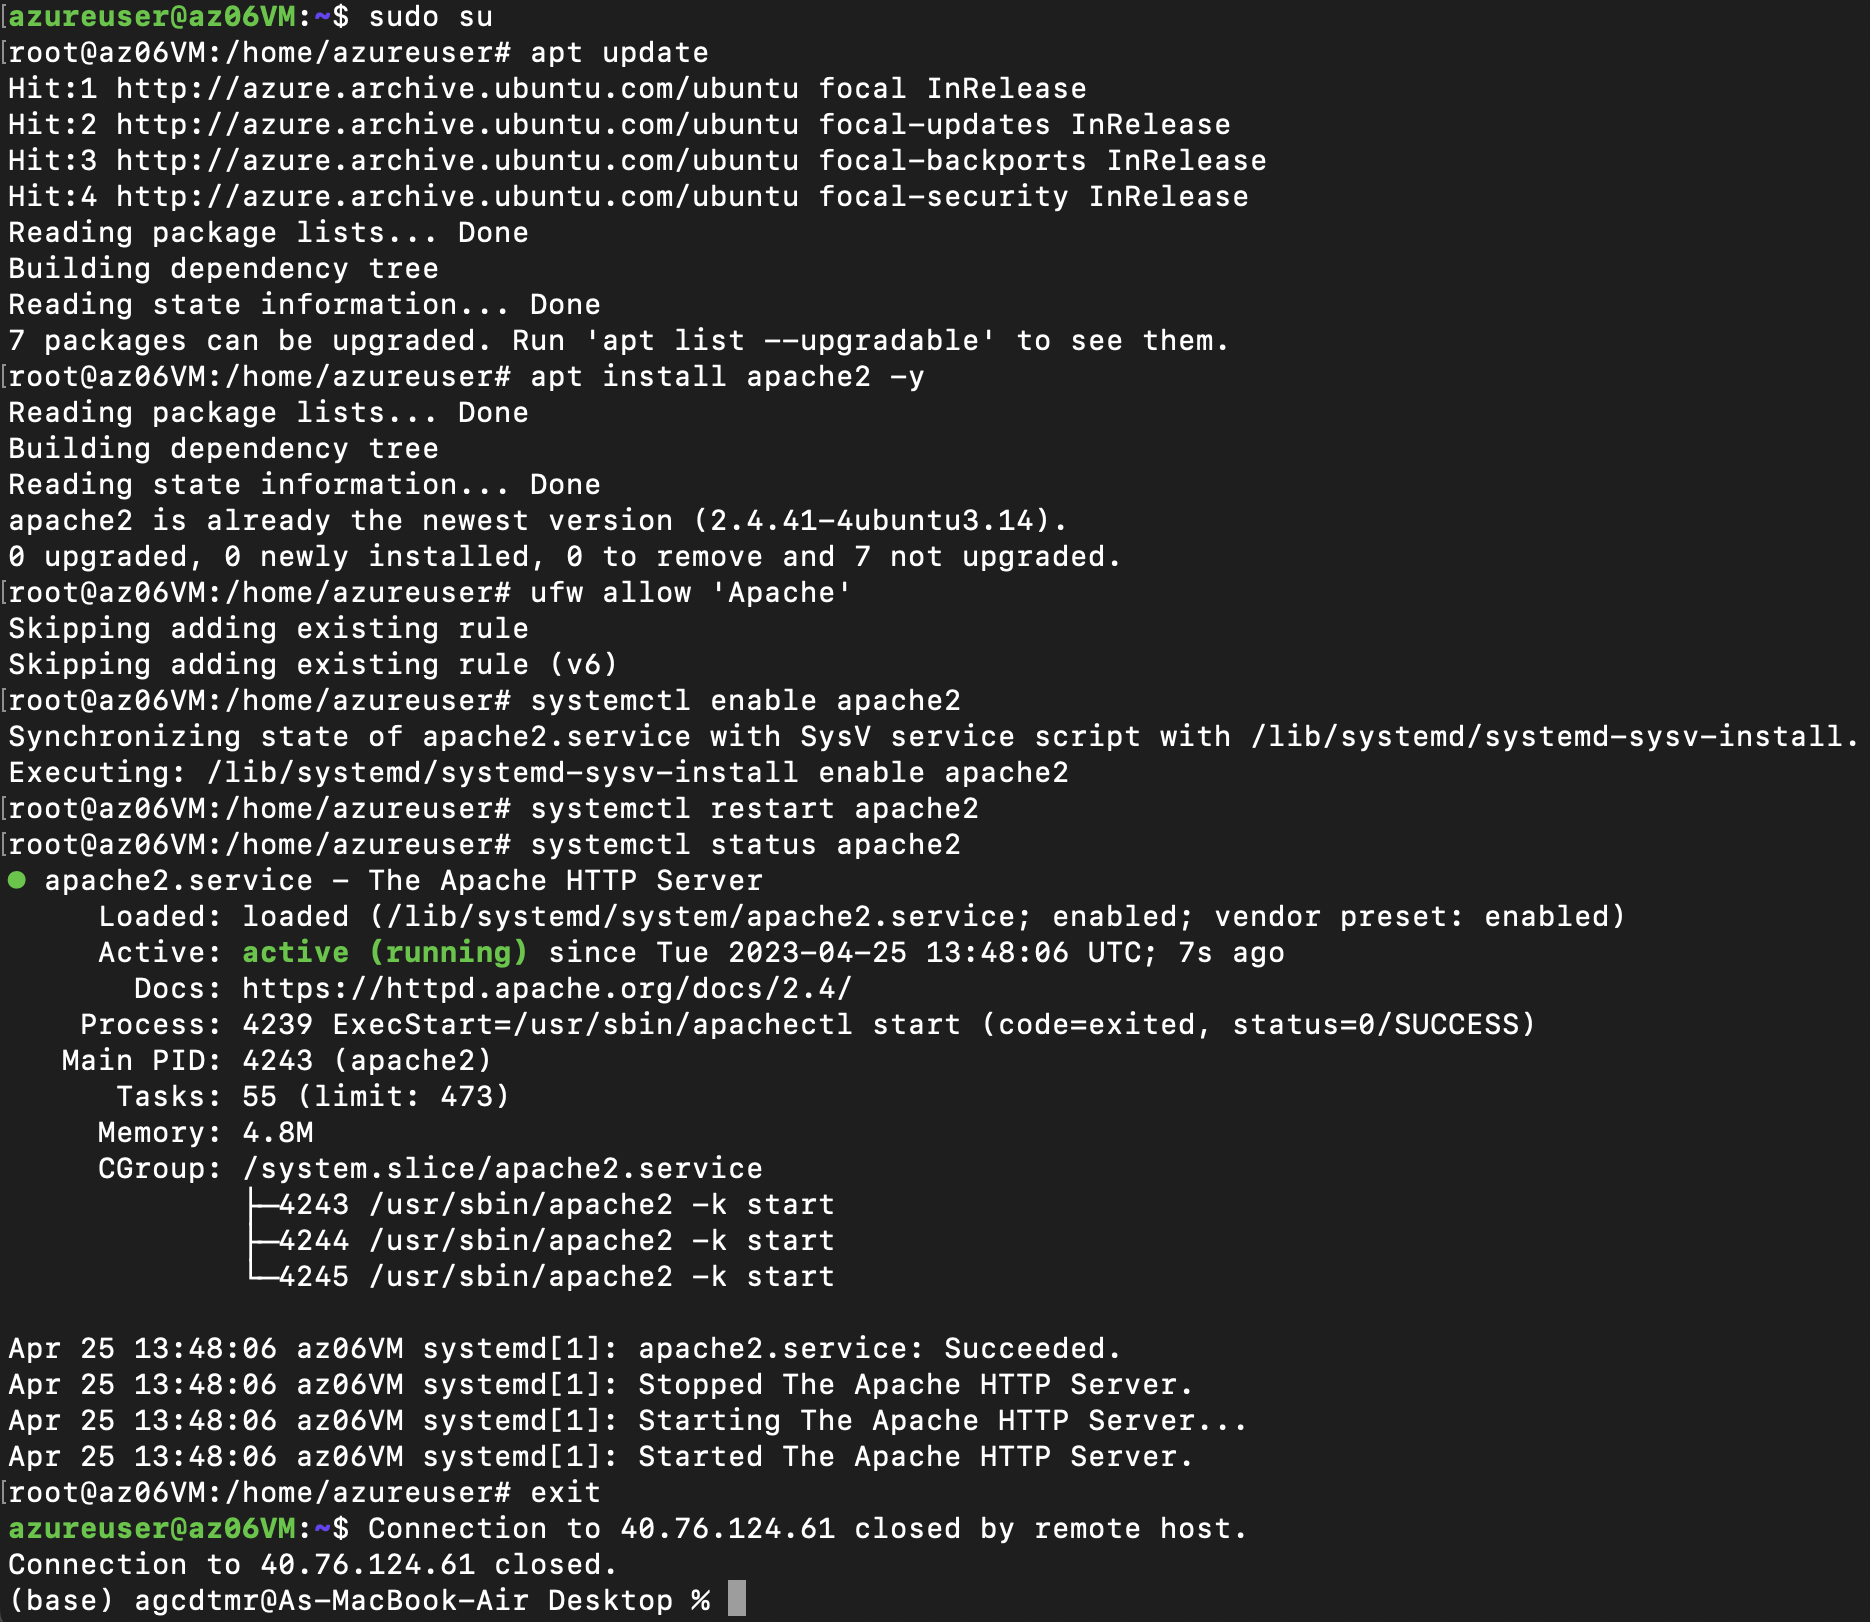 azureuser@az06VM:~$ sudo su
[root@az06VM:/home/azureuser# apt update
Hit:1 http://azure.archive.ubuntu.com/ubuntu focal InRelease
Hit:2 http://azure.archive.ubuntu.com/ubuntu focal-updates InRelease
Hit:3 http://azure.archive.ubuntu.com/ubuntu focal-backports InRelease
Hit:4 http://azure.archive.ubuntu.com/ubuntu focal-security InRelease
Reading package lists... Done
Building dependency tree
Reading state information... Done
7 packages can be upgraded. Run 'apt list --upgradable' to see them.
[root@az06VM:/home/azureuser# apt install apache2 -y
Reading package lists... Done
Building dependency tree
Reading state information... Done
apache2 is already the newest version (2.4.41-4ubuntu3.14).
0 upgraded, 0 newly installed, 0 to remove and 7 not upgraded.
[root@az06VM:/home/azureuser# ufw allow 'Apache'
Skipping adding existing rule
Skipping adding existing rule (v6)
[root@az06VM:/home/azureuser# systemctl enable apache2
Synchronizing state of apache2.service with SysV service script with /lib/systemd/systemd-sysv-install.
Executing: /lib/systemd/systemd-sysv-install enable apache2
[root@az06VM:/home/azureuser# systemctl restart apache2
[root@az06VM:/home/azureuser# systemctl status apache2
● apache2.service - The Apache HTTP Server
     Loaded: loaded (/lib/systemd/system/apache2.service; enabled; vendor preset: enabled)
     Active: active (running) since Tue 2023-04-25 13:48:06 UTC; 7s ago
       Docs: https://httpd.apache.org/docs/2.4/
    Process: 4239 ExecStart=/usr/sbin/apachectl start (code=exited, status=0/SUCCESS)
   Main PID: 4243 (apache2)
      Tasks: 55 (limit: 473)
     Memory: 4.8M
     CGroup: /system.slice/apache2.service
             ├─4243 /usr/sbin/apache2 -k start
             ├─4244 /usr/sbin/apache2 -k start
             └─4245 /usr/sbin/apache2 -k start

Apr 25 13:48:06 az06VM systemd[1]: apache2.service: Succeeded.
Apr 25 13:48:06 az06VM systemd[1]: Stopped The Apache HTTP Server.
Apr 25 13:48:06 az06VM systemd[1]: Starting The Apache HTTP Server...
Apr 25 13:48:06 az06VM systemd[1]: Started The Apache HTTP Server.
[root@az06VM:/home/azureuser# exit
azureuser@az06VM:~$ Connection to 40.76.124.61 closed by remote host.
Connection to 40.76.124.61 closed.
(base) agcdtmr@As-MacBook-Air Desktop %